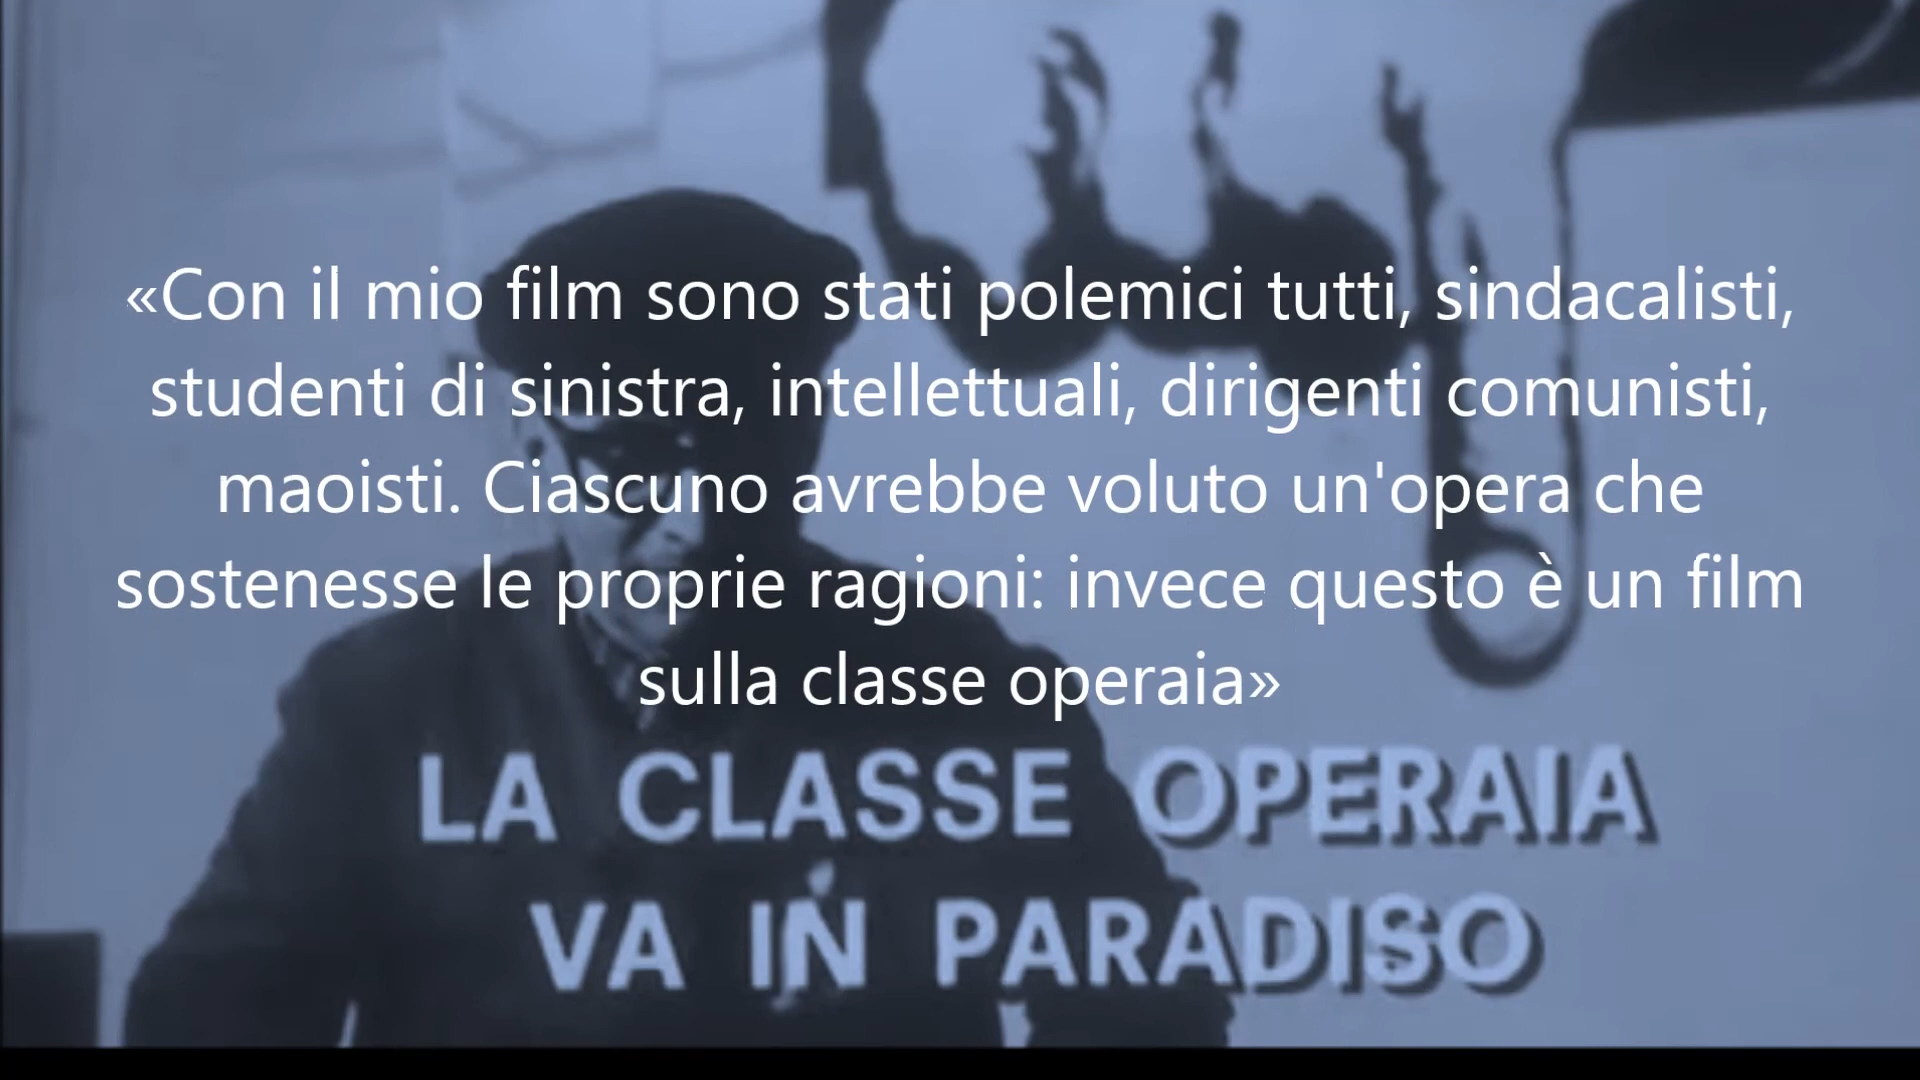 «Con il mio film sono stati polemici tutti, sindacalisti,
studenti di sinistra, intellettuali, dirigenti comunisti,
maoisti. Ciascuno avrebbe voluto un'opera che
sostenesse le proprie ragioni: invece questo è un film
sulla classe operaia»
LA CLASSE OPERAIA
VA IN PARADISO